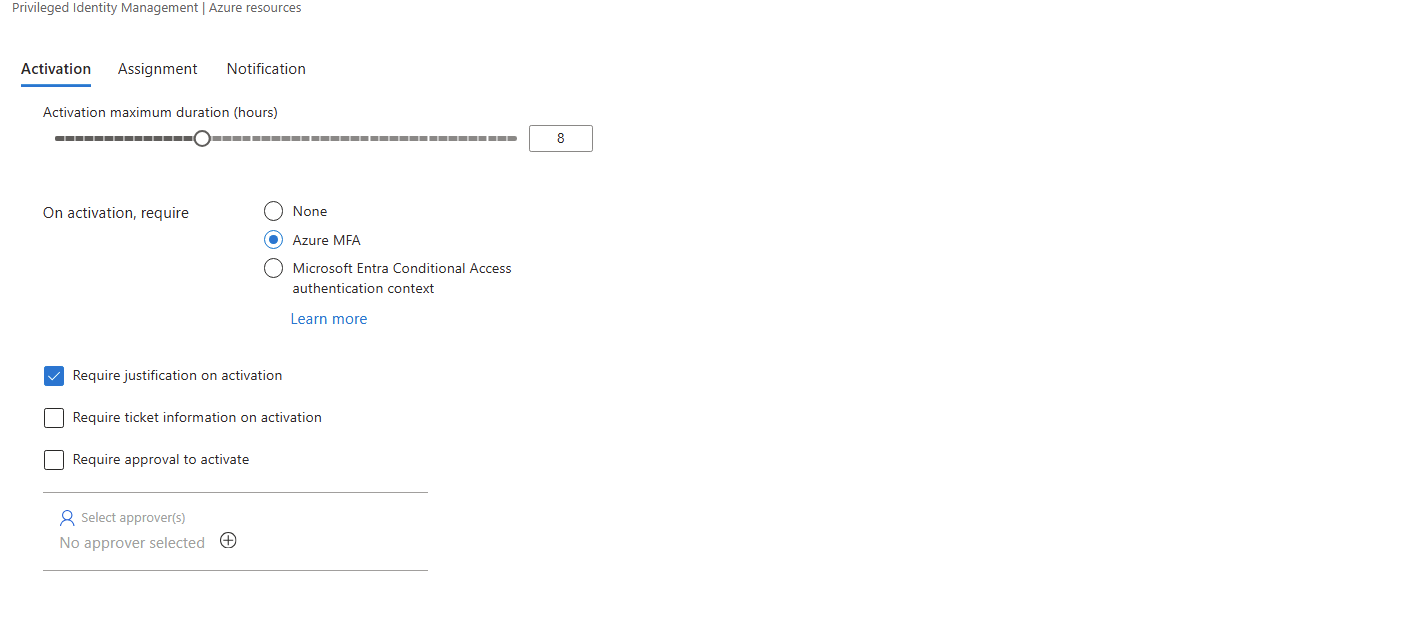 Privileged Identity Management | Azure resources
Activation Assignment Notification
Activation maximum duration (hours)
8
On activation, require
None
Azure MFA
Microsoft Entra Conditional Access
authentication context
Learn more
Require justification on activation
Require ticket information on activation
Require approval to activate
Select approver(s)
No approver selected